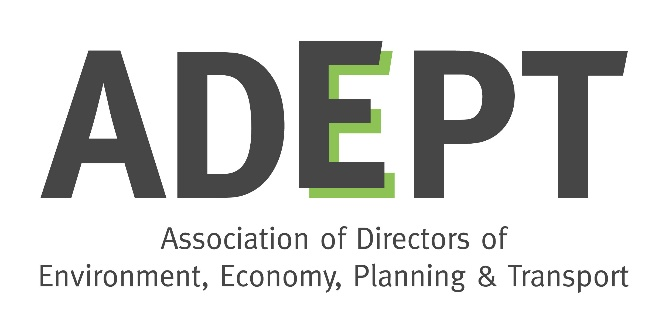 ADEPT
Association of Directors of
Environment, Economy, Planning & Transport